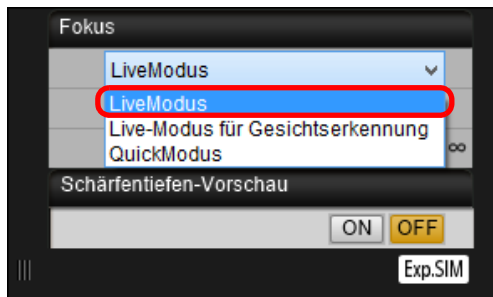 Fokus
LiveModus
LiveModus
Live-Modus für Gesichtserkennung
QuickModus
∞
Schärfentiefen-Vorschau
ON OFF
Exp.SIM